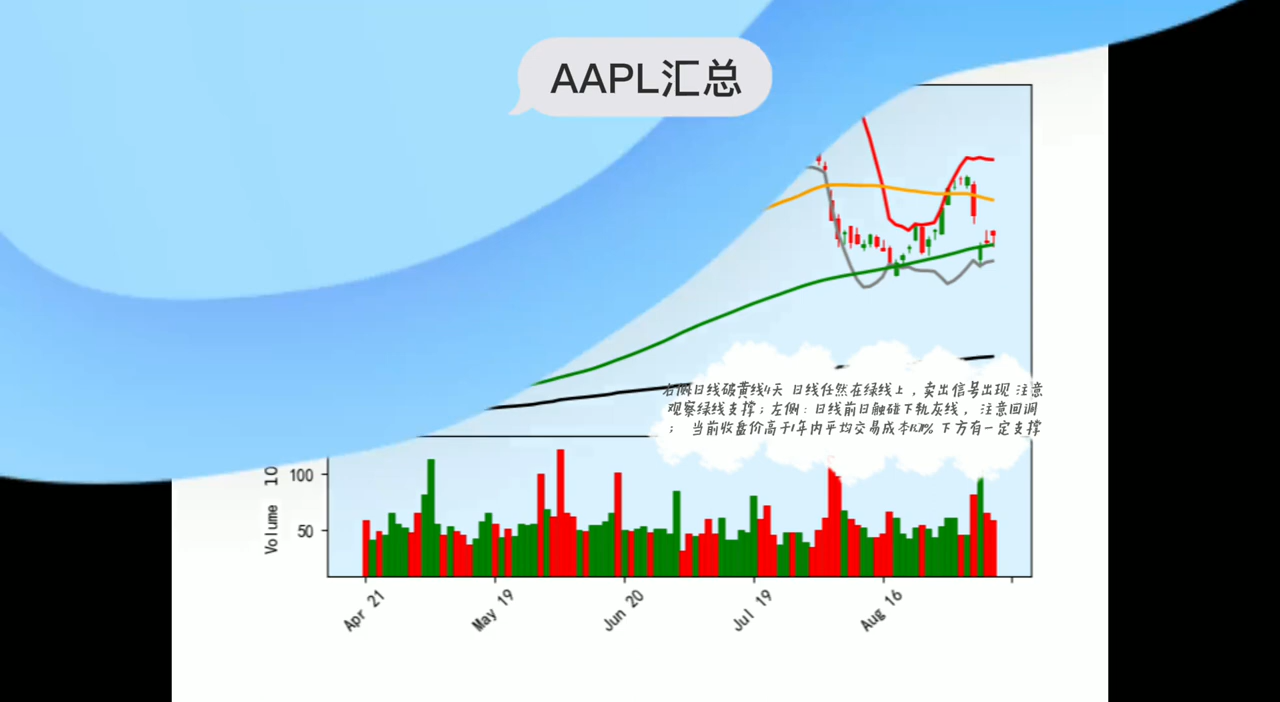 AAPL汇总
右侧日线破黄线4天 日线任然在绿线上，卖出信号出现 注意
观察绿线支撑；左侧：日线前日触碰下轨灰线， 注意回调
； 当前收盘价高于1年内平均交易成本 下方有一定支撑
100
50
Volume 10
Apr 21
May 19
Jun 20
Jul 19
Aug 16